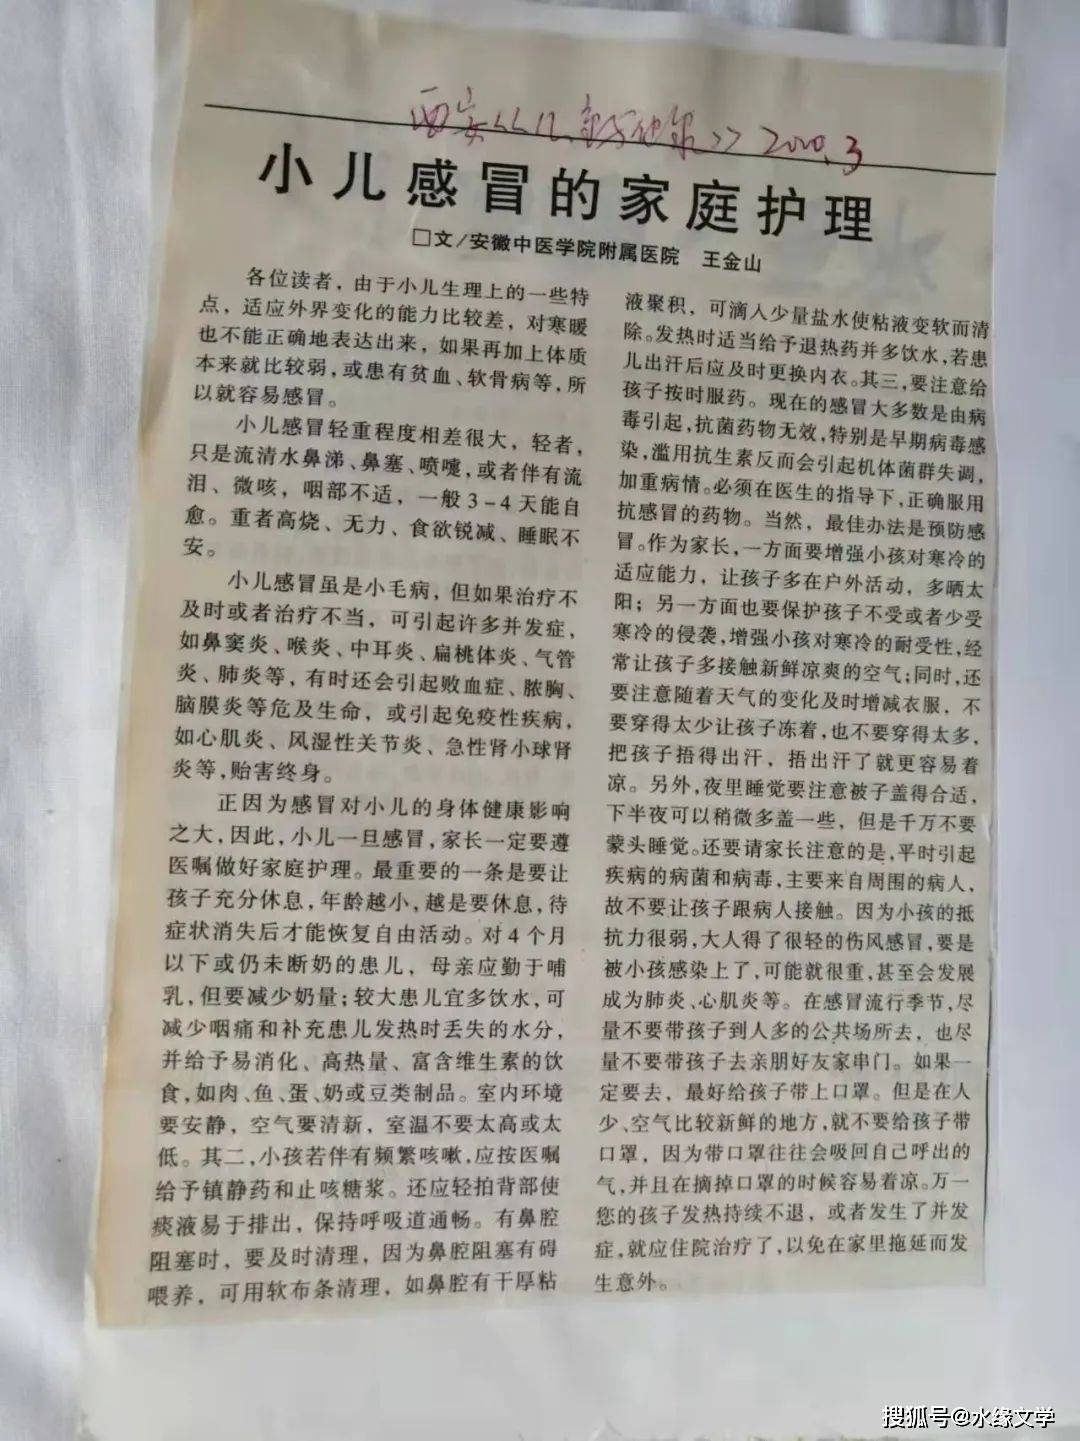 西安 2000.3
小儿感冒的家庭护理
□文/安徽中医学院附属医院 王金山
各位读者，由于小儿生理上的一些特
点，适应外界变化的能力比较差，对寒暖
也不能正确地表达出来，如果再加上体质
本来就比较弱，或患有贫血、软骨病等，所
以就容易感冒。
小儿感冒轻重程度相差很大，轻者，
只是流清水鼻涕、鼻塞、喷嚏，或者伴有流
泪、微咳，咽部不适，一般3-4天能自
愈。重者高烧、无力、食欲锐减、睡眠不
安。
小儿感冒虽是小毛病，但如果治疗不
及时或者治疗不当，可引起许多并发症，
如鼻窦炎、喉炎、中耳炎、扁桃体炎、气管
炎、肺炎等，有时还会引起败血症、脓胸、
脑膜炎等危及生命，或引起免疫性疾病，
如心肌炎、风湿性关节炎、急性肾小球肾
炎等，贻害终身。
正因为感冒对小儿的身体健康影响
之大，因此，小儿一旦感冒，家长一定要遵
医嘱做好家庭护理。最重要的一条是要让
孩子充分休息，年龄越小，越是要休息，待
症状消失后才能恢复自由活动。对4个月
以下或仍未断奶的患儿，母亲应勤于哺
乳，但要减少奶量；较大患儿宜多饮水，可
减少咽痛和补充患儿发热时丢失的水分，
并给予易消化、高热量、富含维生素的饮
食，如肉、鱼、蛋、奶或豆类制品。室内环境
要安静，空气要清新，室温不要太高或太
低。其二，小孩若伴有频繁咳嗽，应按医嘱
给予镇静药和止咳糖浆。还应轻拍背部使
痰液易于排出，保持呼吸道通畅。有鼻腔
阻塞时，要及时清理，因为鼻腔阻塞有碍
喂养，可用软布条清理，如鼻腔有干厚粘
液聚积，可滴人少量盐水使粘液变软而清
除。发热时适当给予退热药并多饮水，若患
儿出汗后应及时更换内衣。其三，要注意给
孩子按时服药。现在的感冒大多数是由病
毒引起，抗菌药物无效，特别是早期病毒感
染，滥用抗生素反而会引起机体菌群失调，
加重病情。必须在医生的指导下，正确服用
抗感冒的药物。当然，最佳办法是预防感
冒。作为家长，一方面要增强小孩对寒冷的
适应能力，让孩子多在户外活动，多晒太
阳；另一方面也要保护孩子不受或者少受
寒冷的侵袭，增强小孩对寒冷的耐受性，经
常让孩子多接触新鲜凉爽的空气；同时，还
要注意随着天气的变化及时增减衣服，不
要穿得太少让孩子冻着，也不要穿得太多，
把孩子捂得出汗，捂出汗了就更容易着
凉。另外，夜里睡觉要注意被子盖得合适，
下半夜可以稍微多盖一些，但是千万不要
蒙头睡觉。还要请家长注意的是，平时引起
疾病的病菌和病毒，主要来自周围的病人，
故不要让孩子跟病人接触。因为小孩的抵
抗力很弱，大人得了很轻的伤风感冒，要是
被小孩感染上了，可能就很重，甚至会发展
成为肺炎、心肌炎等。在感冒流行季节，尽
量不要带孩子到人多的公共场所去，也尽
量不要带孩子去亲朋好友家串门。如果一
定要去，最好给孩子带上口罩。但是在人
少、空气比较新鲜的地方，就不要给孩子带
口罩，因为带口罩往往会吸回自己呼出的
气，并且在摘掉口罩的时候容易着凉。万一
您的孩子发热持续不退，或者发生了并发
症，就应住院治疗了，以免在家里拖延而发
生意外。
搜狐号@水缘文学